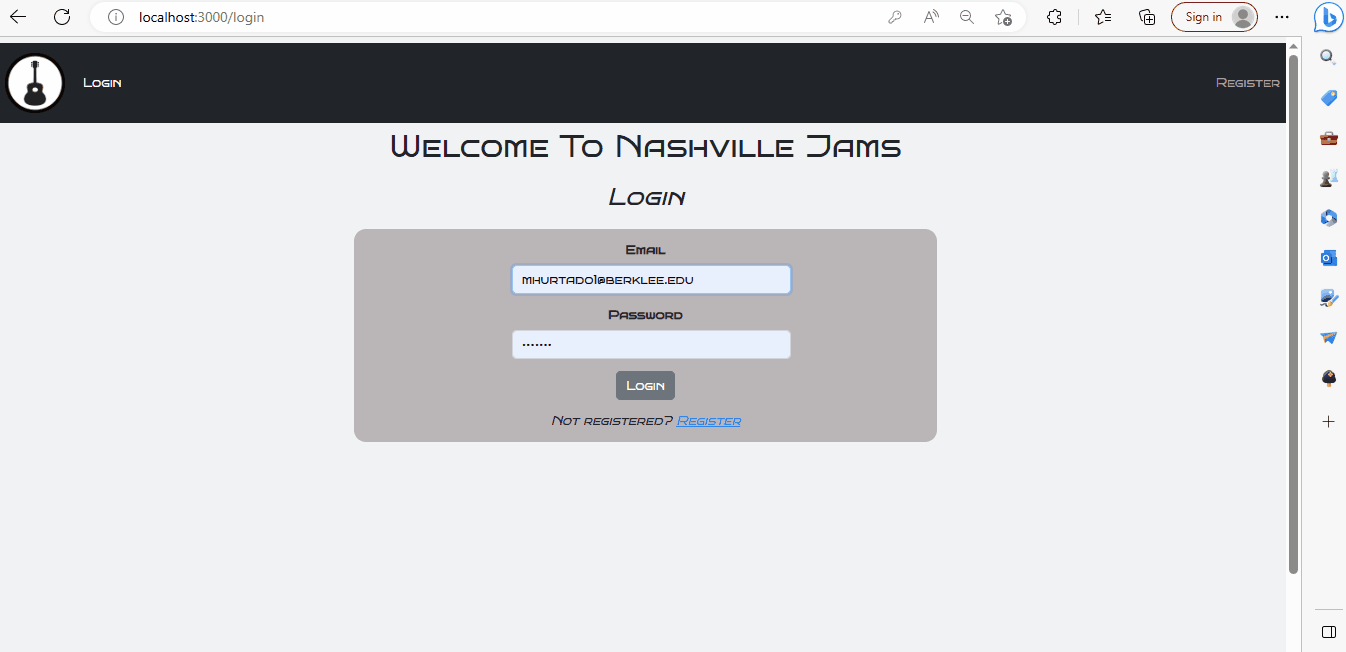 localhost:3000/login
Sign in
Login
Register
Welcome To Nashville Jams
Login
Email
mhurtado1@berklee.edu
Password
•••••••
Login
Not registered? Register